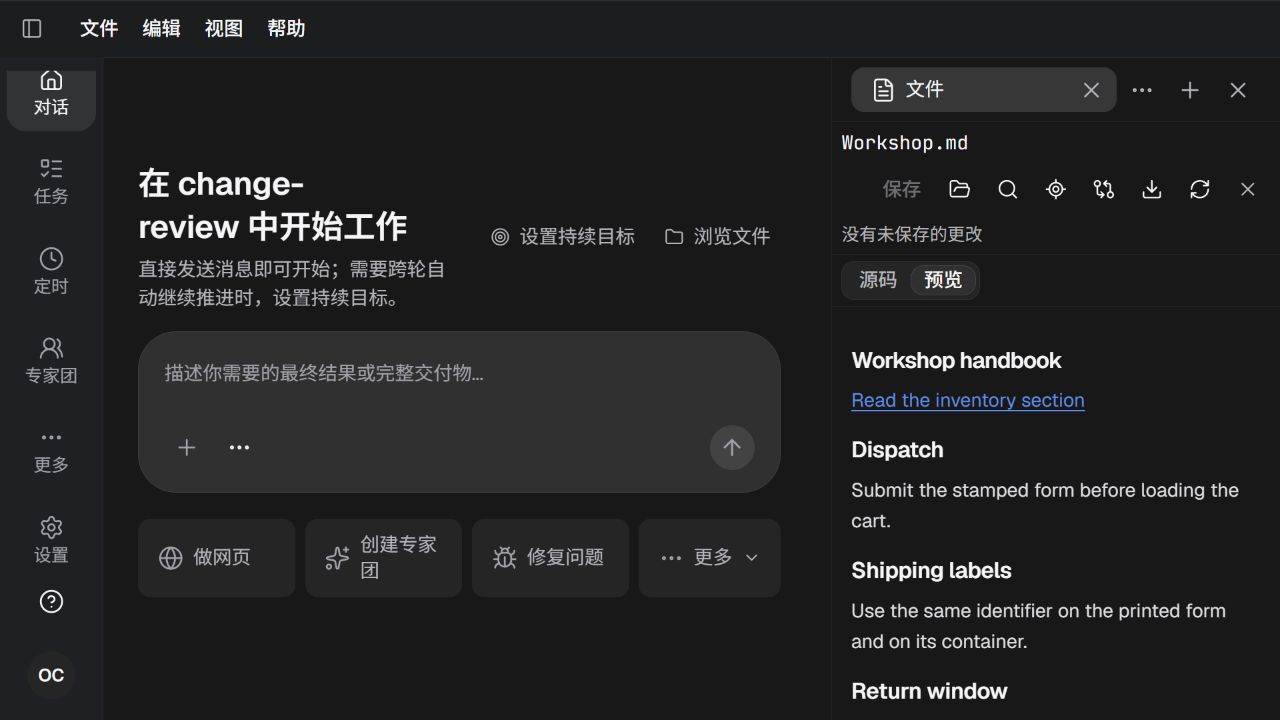 文件 编辑 视图 帮助
对话
任务
定时
专家团
更多
设置
OC
在 change-
review 中开始工作
直接发送消息即可开始；需要跨轮自
动继续推进时，设置持续目标。
设置持续目标
浏览文件
描述你需要的最终结果或完整交付物...
做网页
创建专家
团
修复问题
更多
文件
Workshop.md
保存
没有未保存的更改
源码 预览
Workshop handbook
Read the inventory section
Dispatch
Submit the stamped form before loading the
cart.
Shipping labels
Use the same identifier on the printed form
and on its container.
Return window